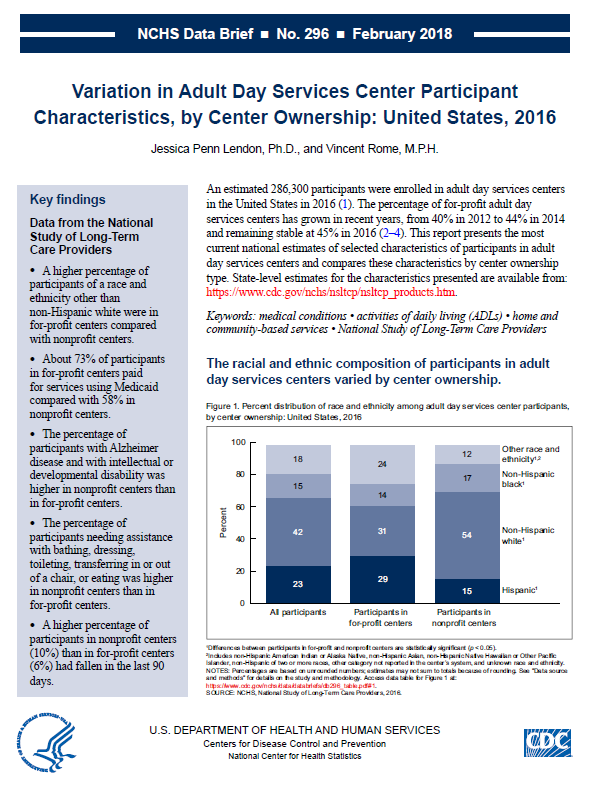 NCHS Data Brief ■ No. 296 ■ February 2018
Variation in Adult Day Services Center Participant
Characteristics, by Center Ownership: United States, 2016
Jessica Penn Lendon, Ph.D., and Vincent Rome, M.P.H.
Key findings
Data from the National
Study of Long-Term
Care Providers
• A higher percentage of
participants of a race and
ethnicity other than
non-Hispanic white were in
for-profit centers compared
with nonprofit centers.
• About 73% of participants
in for-profit centers paid
for services using Medicaid
compared with 58% in
nonprofit centers.
• The percentage of
participants with Alzheimer
disease and with intellectual or
developmental disability was
higher in nonprofit centers than
in for-profit centers.
• The percentage of
participants needing assistance
with bathing, dressing,
toileting, transferring in or out
of a chair, or eating was higher
in nonprofit centers than in
for-profit centers.
• A higher percentage of
participants in nonprofit centers
(10%) than in for-profit centers
(6%) had fallen in the last 90
days.
An estimated 286,300 participants were enrolled in adult day services centers
in the United States in 2016 (1). The percentage of for-profit adult day
services centers has grown in recent years, from 40% in 2012 to 44% in 2014
and remaining stable at 45% in 2016 (2–4). This report presents the most
current national estimates of selected characteristics of participants in adult
day services centers and compares these characteristics by center ownership
type. State-level estimates for the characteristics presented are available from:
https://www.cdc.gov/nchs/nsltcp/nsltcp_products.htm.
Keywords: medical conditions • activities of daily living (ADLs) • home and
community-based services • National Study of Long-Term Care Providers
The racial and ethnic composition of participants in adult
day services centers varied by center ownership.
Figure 1. Percent distribution of race and ethnicity among adult day services center participants,
by center ownership: United States, 2016
Percent
100
80
60
40
20
0
18
15
42
23
24
14
31
29
12
17
54
15
Other race and
ethnicity¹,²
Non-Hispanic
black¹
Non-Hispanic
white¹
Hispanic¹
All participants
Participants in
for-profit centers
Participants in
nonprofit centers
¹Differences between participants in for-profit and nonprofit centers are statistically significant (p < 0.05).
²Includes non-Hispanic American Indian or Alaska Native, non-Hispanic Asian, non-Hispanic Native Hawaiian or Other Pacific
Islander, non-Hispanic of two or more races, other category not reported in the center's system, and unknown race and ethnicity.
NOTES: Percentages are based on unrounded numbers; estimates may not sum to totals because of rounding. See "Data source
and methods" for details on the study and methodology. Access data table for Figure 1 at:
https://www.cdc.gov/nchs/data/databriefs/db296_table.pdf#1.
SOURCE: NCHS, National Study of Long-Term Care Providers, 2016.
U.S. DEPARTMENT OF HEALTH AND HUMAN SERVICES
Centers for Disease Control and Prevention
National Center for Health Statistics
CDC